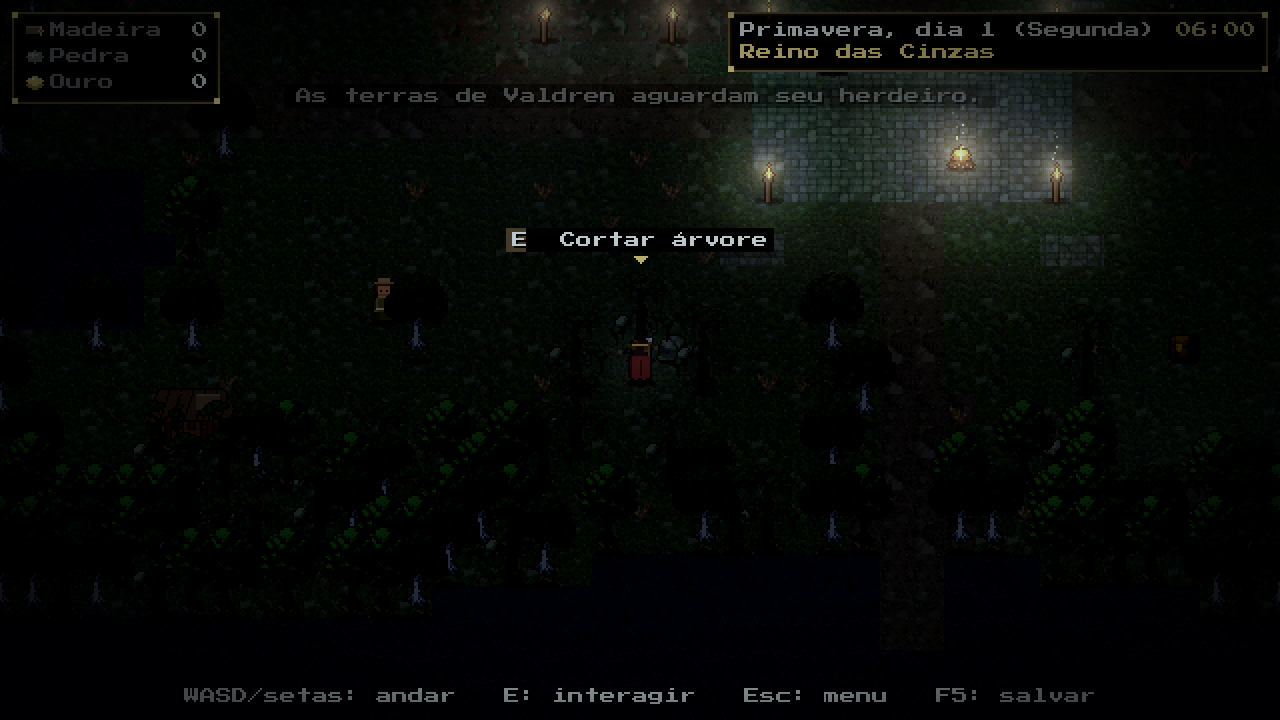 Madeira 0
Pedra 0
Ouro 0
Primavera, dia 1 (Segunda) 06:00
Reino das Cinzas
As terras de Valdren aguardam seu herdeiro.
E Cortar árvore
WASD/setas: andar E: interagir Esc: menu F5: salvar